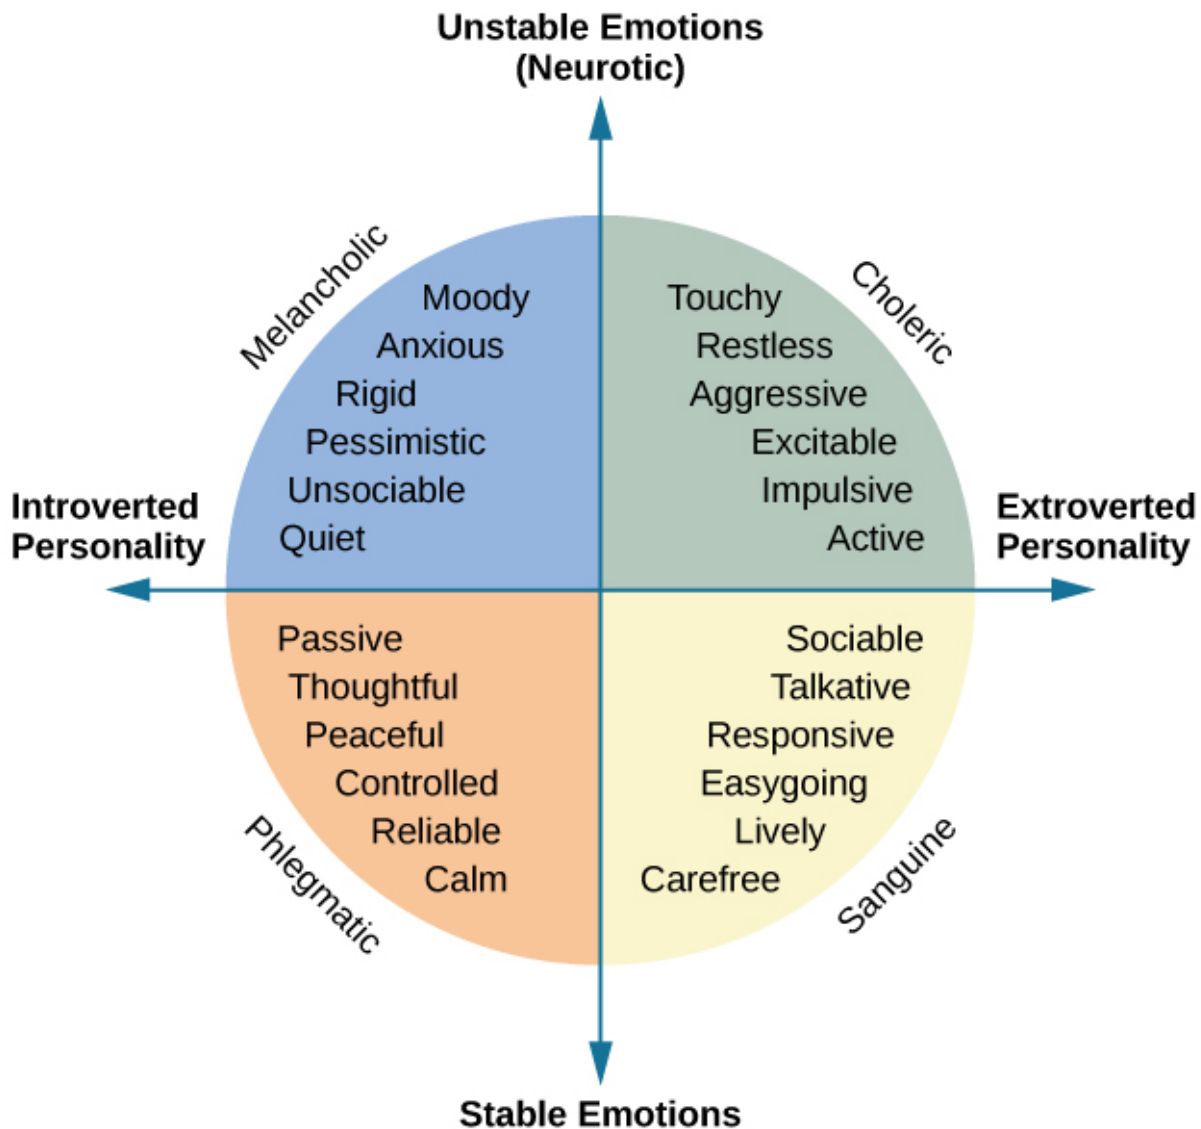 Unstable Emotions
(Neurotic)
Melancholic
Choleric
Moody
Anxious
Rigid
Pessimistic
Unsociable
Quiet
Touchy
Restless
Aggressive
Excitable
Impulsive
Active
Introverted
Personality
Extroverted
Personality
Passive
Thoughtful
Peaceful
Controlled
Reliable
Calm
Sociable
Talkative
Responsive
Easygoing
Lively
Carefree
Phlegmatic
Sanguine
Stable Emotions